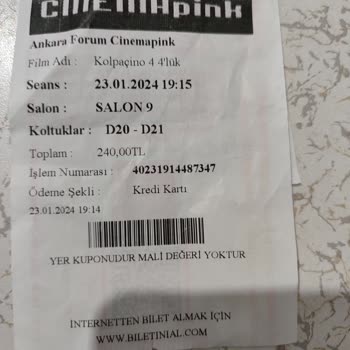 CINEMApink
Ankara Forum Cinemapink
Film Adı : Kolpaçino 4 4'lük
Seans : 23.01.2024 19:15
Salon : SALON 9
Koltuklar : D20 - D21
Toplam : 240,00TL
İşlem Numarası : 40231914487347
Ödeme Şekli : Kredi Kartı
23.01.2024 19:14
YER KUPONUDUR MALİ DEĞERİ YOKTUR
İNTERNETTEN BİLET ALMAK İÇİN
WWW.BILETINIAL.COM